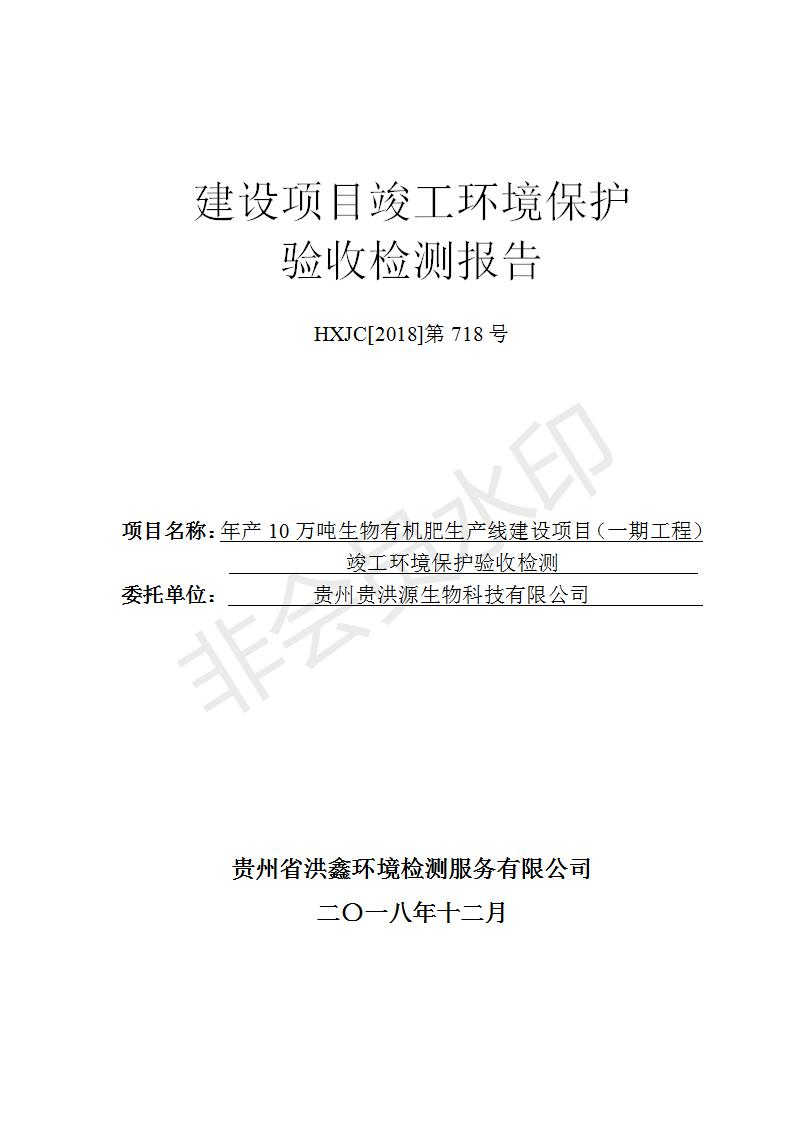 建设项目竣工环境保护
验收检测报告
HXJC[2018]第 718 号
项目名称：年产 10 万吨生物有机肥生产线建设项目（一期工程）
竣工环境保护验收检测
委托单位：贵州贵洪源生物科技有限公司
贵州省洪鑫环境检测服务有限公司
二〇一八年十二月
非会员水印